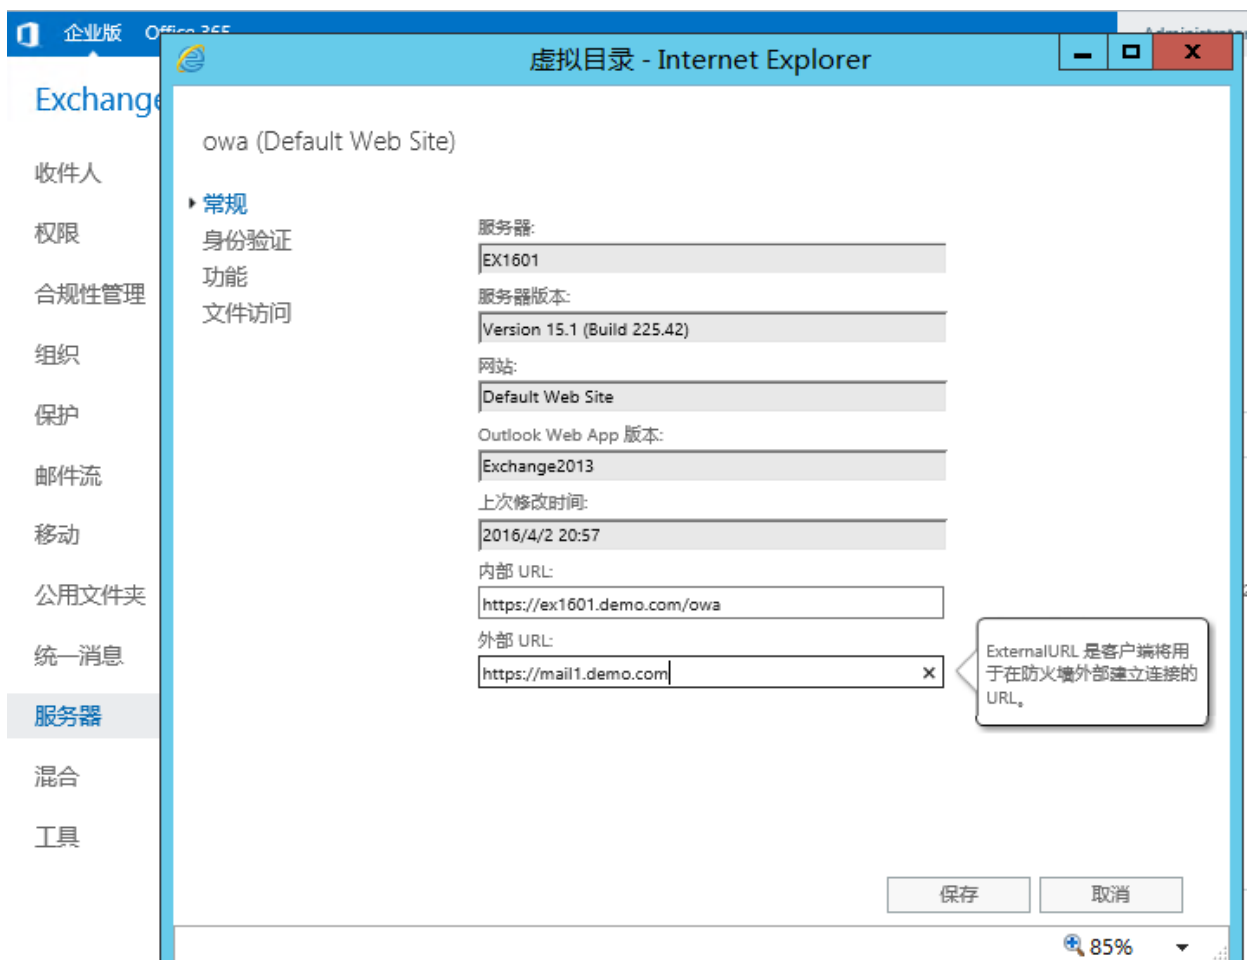 企业版 Office 365
虚拟目录 - Internet Explorer
Exchange
收件人
权限
合规性管理
组织
保护
邮件流
移动
公用文件夹
统一消息
服务器
混合
工具
owa (Default Web Site)
常规
身份验证
功能
文件访问
服务器:
EX1601
服务器版本:
Version 15.1 (Build 225.42)
网站:
Default Web Site
Outlook Web App 版本:
Exchange2013
上次修改时间:
2016/4/2 20:57
内部 URL:
https://ex1601.demo.com/owa
外部 URL:
https://mail1.demo.com
ExternalURL 是客户端将用
于在防火墙外部建立连接的
URL。
保存
取消
85%